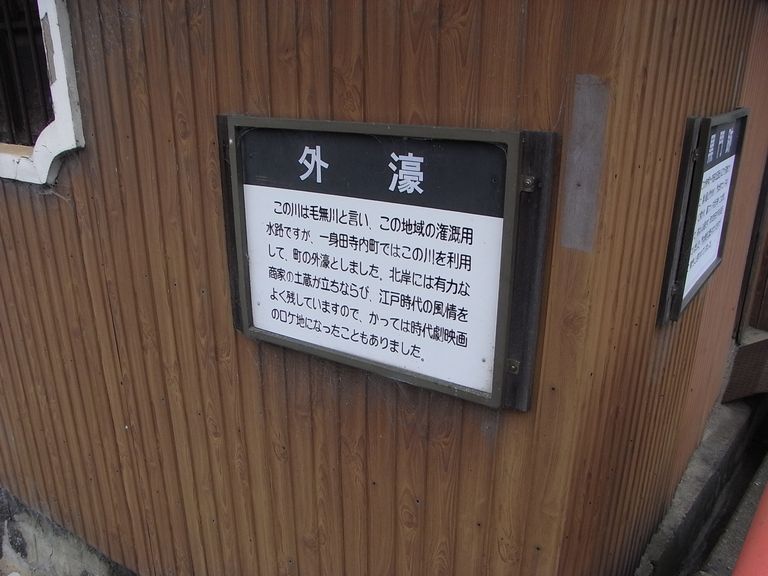 外 濠
この川は毛無川と言い、この地域の潅漑用
水路ですが、一身田寺内町ではこの川を利用
して、町の外濠としました。北岸には有力な
商家の土蔵が立ちならび、江戸時代の風情を
よく残していますので、かっては時代劇映画
のロケ地になったこともありました。
黒門跡